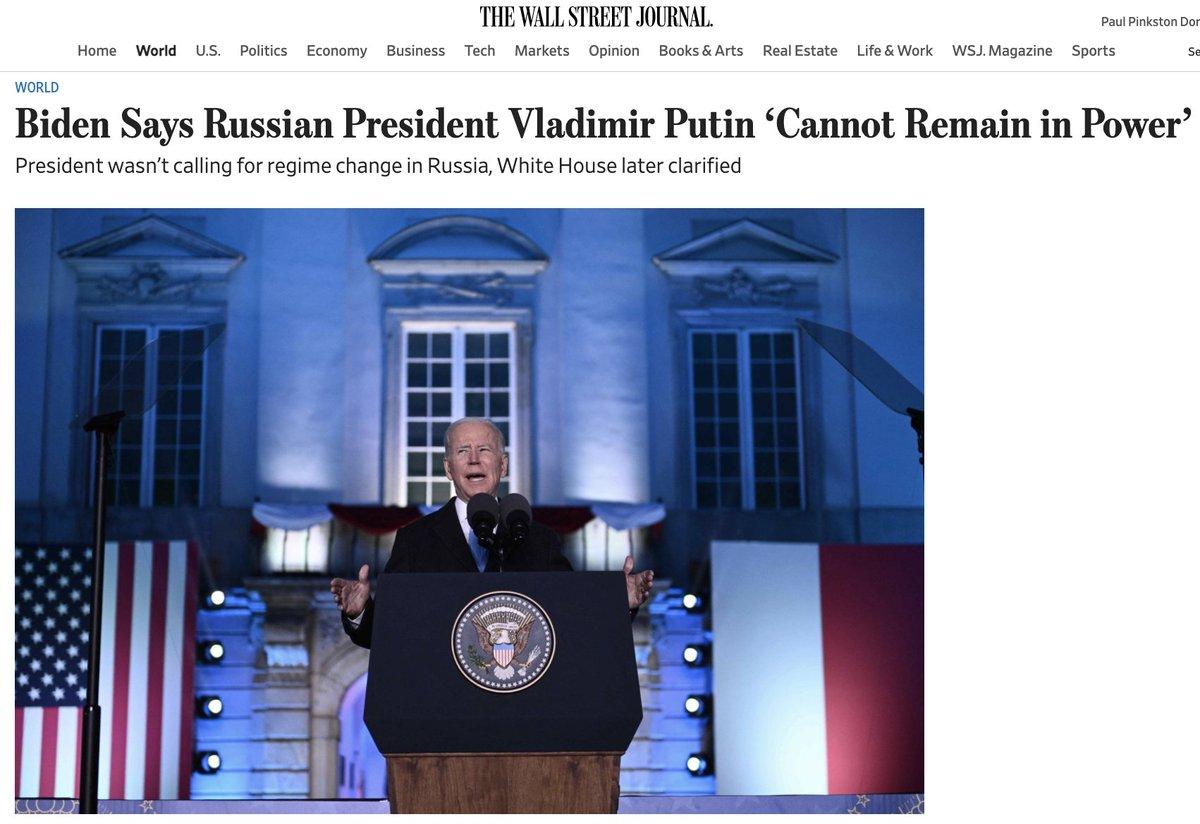 THE WALL STREET JOURNAL.
Paul Pinkston
Home World U.S. Politics Economy Business Tech Markets Opinion Books & Arts Real Estate Life & Work WSJ. Magazine Sports
WORLD
Biden Says Russian President Vladimir Putin ‘Cannot Remain in Power’
President wasn’t calling for regime change in Russia, White House later clarified